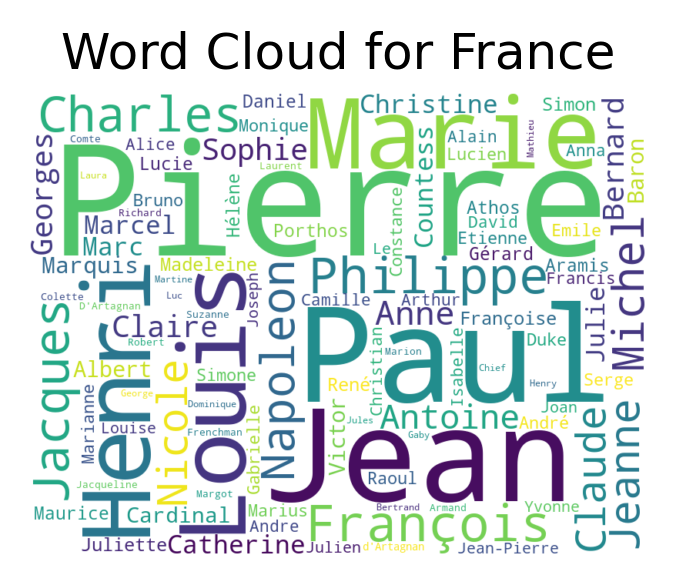 Word Cloud for France
Charles
Daniel
Monique
Marie
Christine
Simon
Comte
Alice
Lucie
Sophie
Alain
Lucien
Mathieu
Anna
Bernard
Baron
Georges
Laura
Pierre
Laurent
Countess
Bruno
Richard
Marcel
Marc
Hélène
Porthos
Constance
Le
Athos
David
Etienne
Gérard
Emile
Aramis
Francis
Michel
Marquis
Madeleine
Martine
Luc
Joseph
Philippe
Colette
D'Artagnan
Suzanne
Camille
Arthur
Anne
Françoise
Julie
Duke
Jacques
Henri
Claire
Robert
Louis
Napoleon
Paul
Albert
Nicole
Simone
George
Dominique
René
Christian
Marion
Isabelle
Chief
Henry
Serge
Marianne
Louise
Frenchman
Gabrielle
Victor
Jules
Antoine
Gaby
Joan
André
Claude
Jeanne
Jacqueline
Margot
Jean
Raoul
Maurice
Cardinal
Marius
Andre
François
Bertrand
Armand
Yvonne
Juliette
Catherine
Julien
d'Artagnan
Jean-Pierre